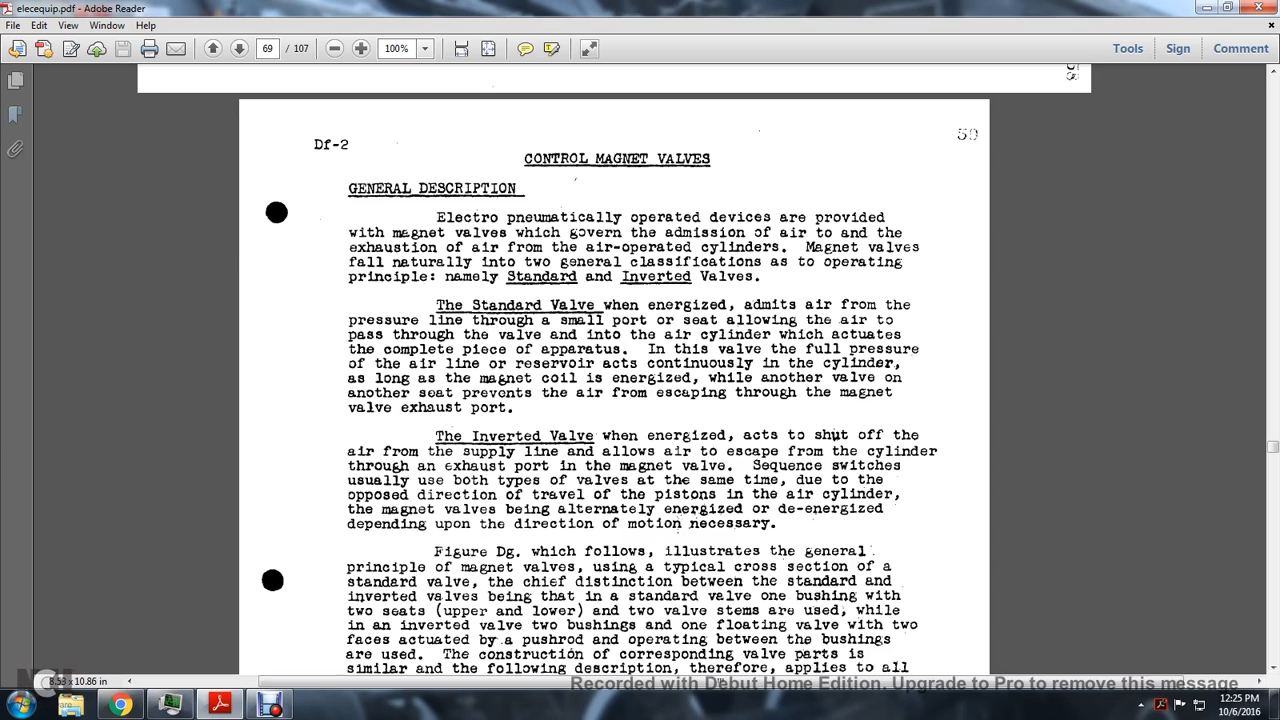 elecequip.pdf - Adobe Reader
File Edit View Window Help
69 / 107 100% Tools Sign Comment
Df-2
CONTROL MAGNET VALVES
GENERAL DESCRIPTION
Electro pneumatically operated devices are provided
with magnet valves which govern the admission of air to and the
exhaustion of air from the air-operated cylinders. Magnet valves
fall naturally into two general classifications as to operating
principle: namely Standard and Inverted Valves.
The Standard Valve when energized, admits air from the
pressure line through a small port or seat allowing the air to
pass through the valve and into the air cylinder which actuates
the complete piece of apparatus. In this valve the full pressure
of the air line or reservoir acts continuously in the cylinder,
as long as the magnet coil is energized, while another valve on
another seat prevents the air from escaping through the magnet
valve exhaust port.
The Inverted Valve when energized, acts to shut off the
air from the supply line and allows air to escape from the cylinder
through an exhaust port in the magnet valve. Sequence switches
usually use both types of valves at the same time, due to the
opposed direction of travel of the pistons in the air cylinder,
the magnet valves being alternately energized or de-energized
depending upon the direction of motion necessary.
Figure Dg. which follows, illustrates the general
principle of magnet valves, using a typical cross section of a
standard valve, the chief distinction between the standard and
inverted valves being that in a standard valve one bushing with
two seats (upper and lower) and two valve stems are used, while
in an inverted valve two bushings and one floating valve with two
faces actuated by a pushrod and operating between the bushings
are used. The construction of corresponding valve parts is
similar and the following description, therefore, applies to all
8.53 x 10.86 in
Recorded with Debut Home Edition. Upgrade to Pro to remove this message
12:25 PM
10/6/2016